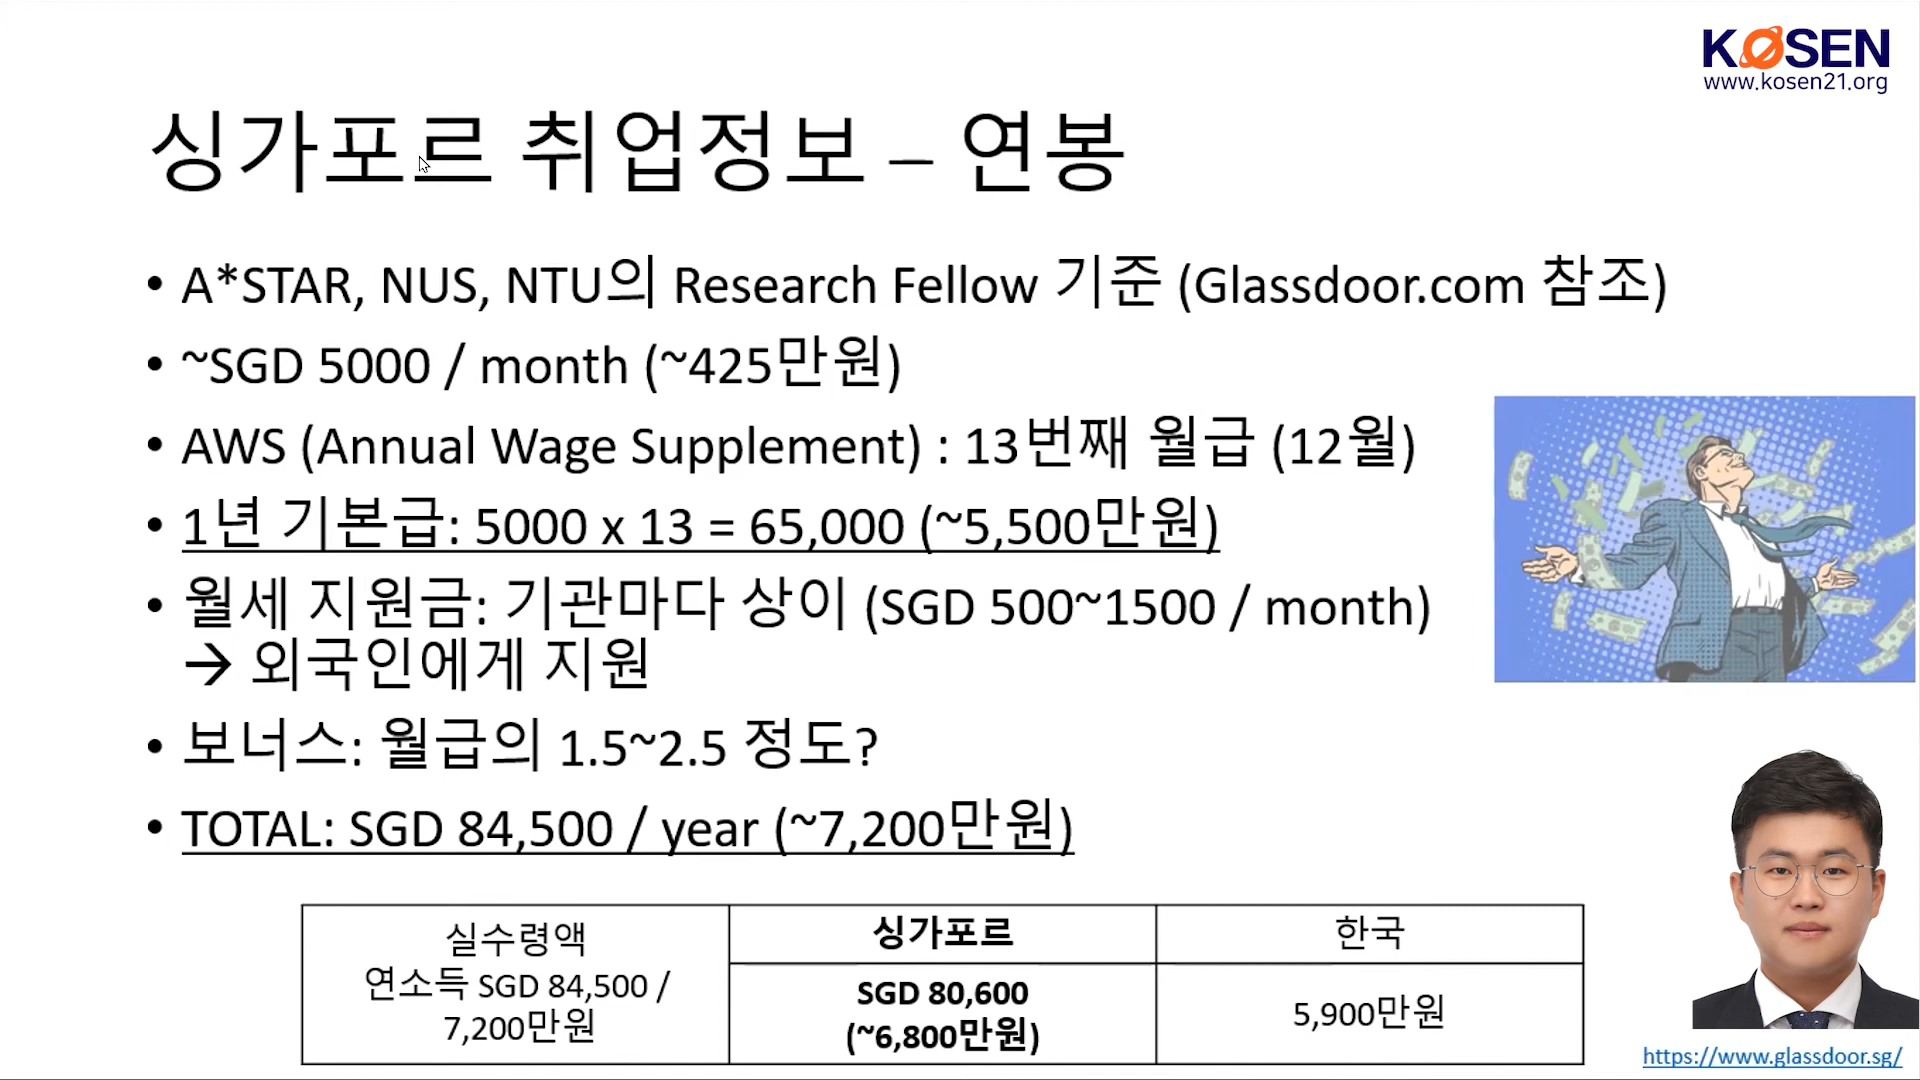 KOSEN
www.kosen21.org
싱가포르 취업정보 – 연봉
• A*STAR, NUS, NTU의 Research Fellow 기준 (Glassdoor.com 참조)
• ~SGD 5000 / month (~425만원)
• AWS (Annual Wage Supplement) : 13번째 월급 (12월)
• 1년 기본급: 5000 x 13 = 65,000 (~5,500만원)
• 월세 지원금: 기관마다 상이 (SGD 500~1500 / month)
→ 외국인에게 지원
• 보너스: 월급의 1.5~2.5 정도?
• TOTAL: SGD 84,500 / year (~7,200만원)
실수령액
연소득 SGD 84,500 /
7,200만원
싱가포르
한국
SGD 80,600
(~6,800만원)
5,900만원
https://www.glassdoor.sg/